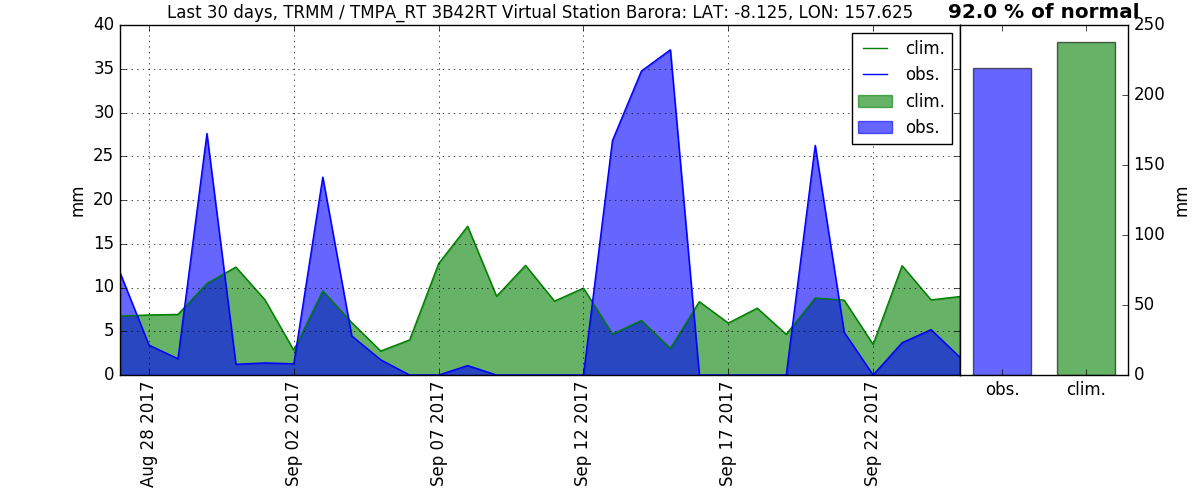 Last 30 days, TRMM / TMPA_RT 3B42RT Virtual Station Barora: LAT: -8.125, LON: 157.625
92.0 % of normal
40
35
30
25
20
15
10
5
0
mm
clim.
obs.
clim.
obs.
250
200
150
100
50
0
mm
obs.
clim.
Aug 28 2017
Sep 02 2017
Sep 07 2017
Sep 12 2017
Sep 17 2017
Sep 22 2017